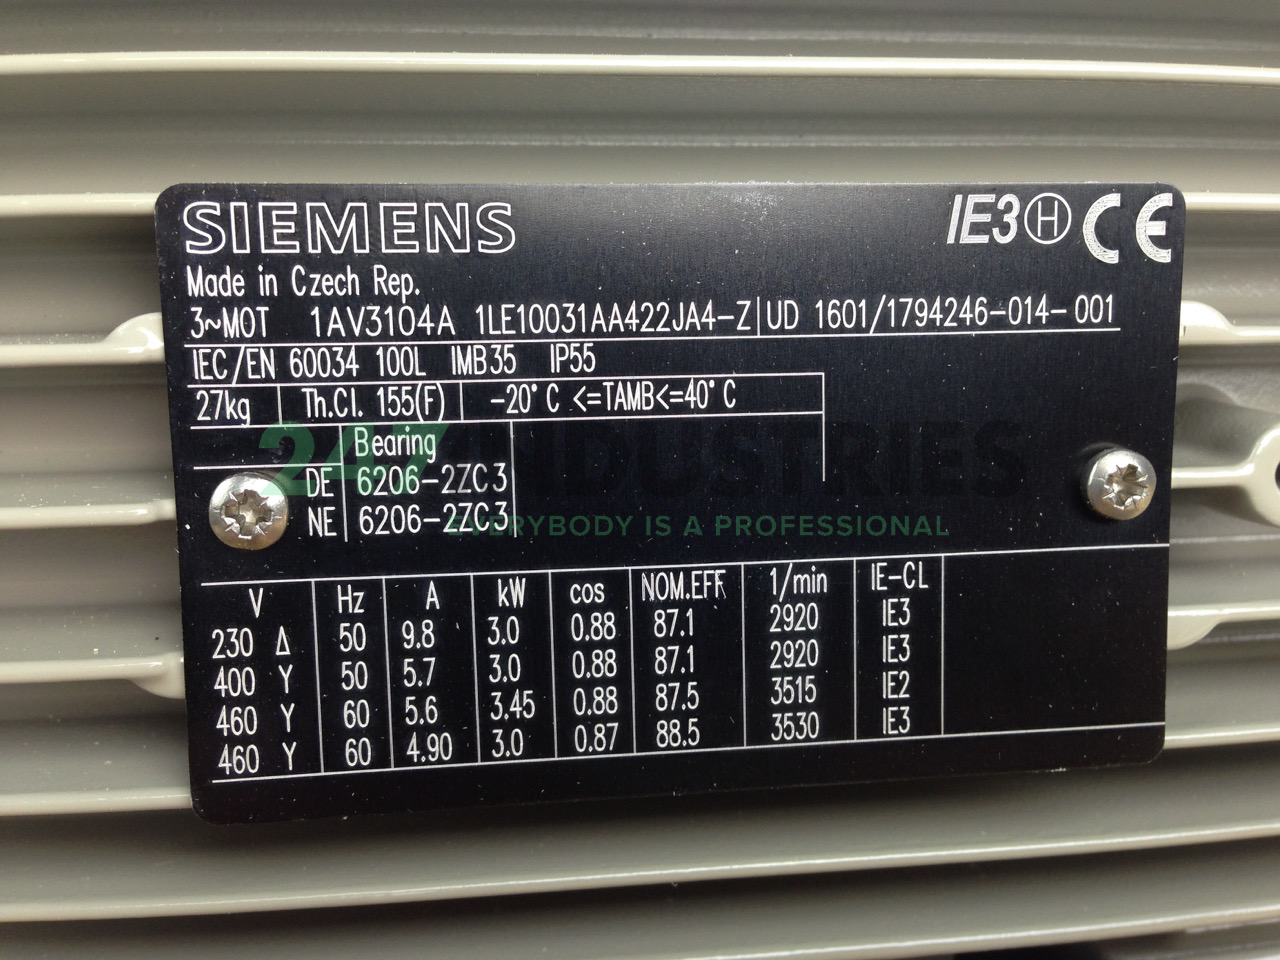 SIEMENS IE3 H CE
Made in Czech Rep.
3~MOT 1AV3104A 1LE10031AA422JA4-Z UD 1601/1794246-014-001
IEC/EN 60034 100L IMB35 IP55
27kg Th.Cl. 155(F) -20°C <=TAMB<=40°C
Bearing
DE 6206-2ZC3
NE 6206-2ZC3
247INDUSTRIES
EVERYBODY IS A PROFESSIONAL
V Hz A kW cos NOM.EFF 1/min IE-CL
230 Δ 50 9.8 3.0 0.88 87.1 2920 IE3
400 Y 50 5.7 3.0 0.88 87.1 2920 IE3
460 Y 60 5.6 3.45 0.88 87.5 3515 IE2
460 Y 60 4.90 3.0 0.87 88.5 3530 IE3